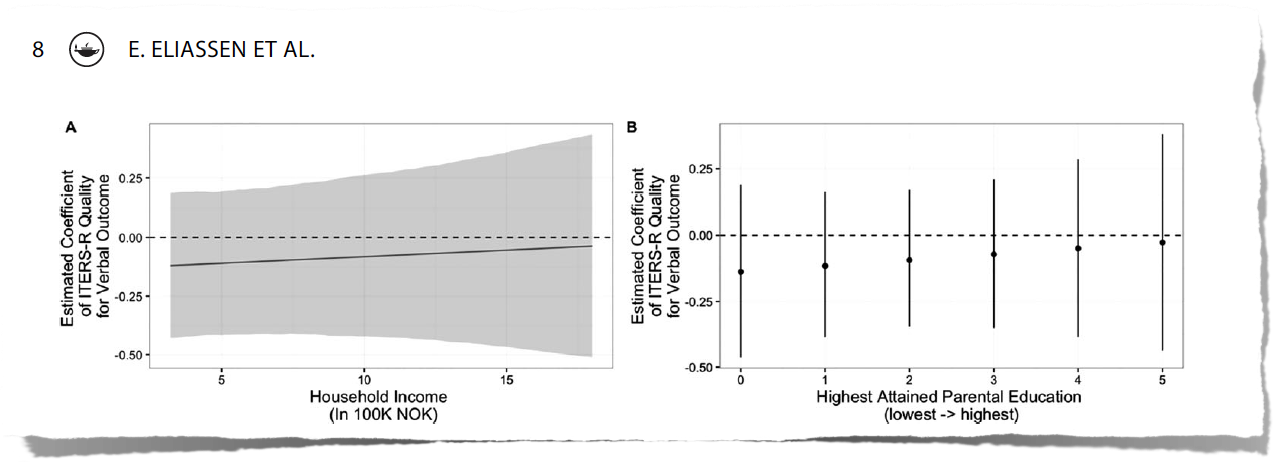 8 E. ELIASSEN ET AL.
A
Estimated Coefficient
of ITERS-R Quality
for Verbal Outcome
0.25
0.00
-0.25
-0.50
5 10 15
Household Income
(In 100K NOK)
B
Estimated Coefficient
of ITERS-R Quality
for Verbal Outcome
0.25
0.00
-0.25
-0.50
0 1 2 3 4 5
Highest Attained Parental Education
(lowest -> highest)